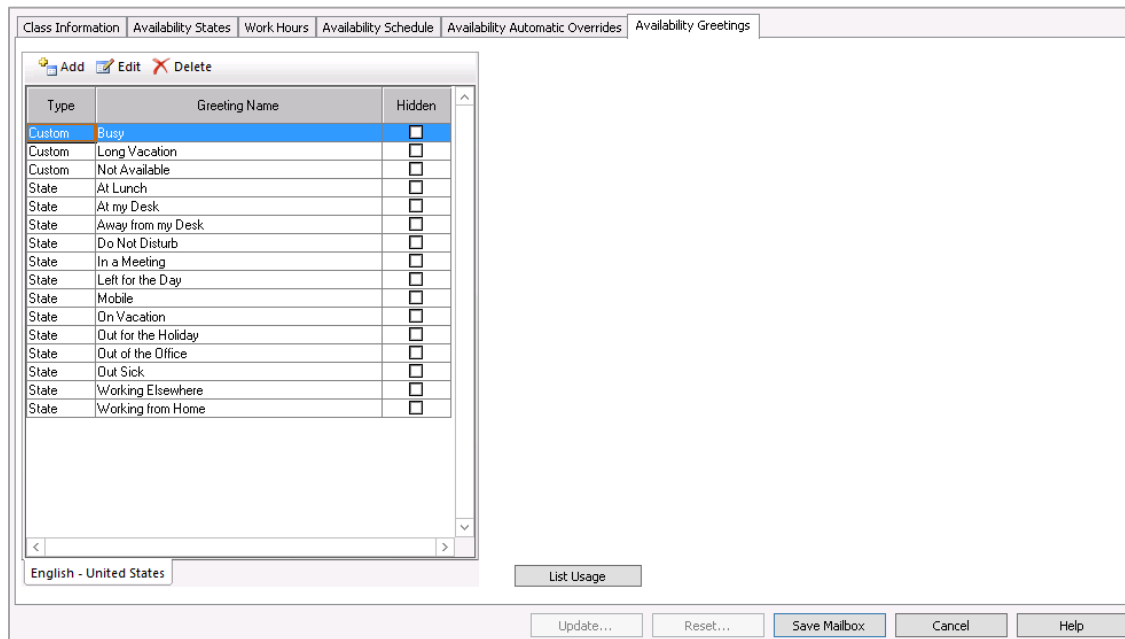 Class Information Availability States Work Hours Availability Schedule Availability Automatic Overrides Availability Greetings
Add Edit Delete
Type Greeting Name Hidden
Custom Busy
Custom Long Vacation
Custom Not Available
State At Lunch
State At my Desk
State Away from my Desk
State Do Not Disturb
State In a Meeting
State Left for the Day
State Mobile
State On Vacation
State Out for the Holiday
State Out of the Office
State Out Sick
State Working Elsewhere
State Working from Home
English - United States
List Usage
Update... Reset... Save Mailbox Cancel Help